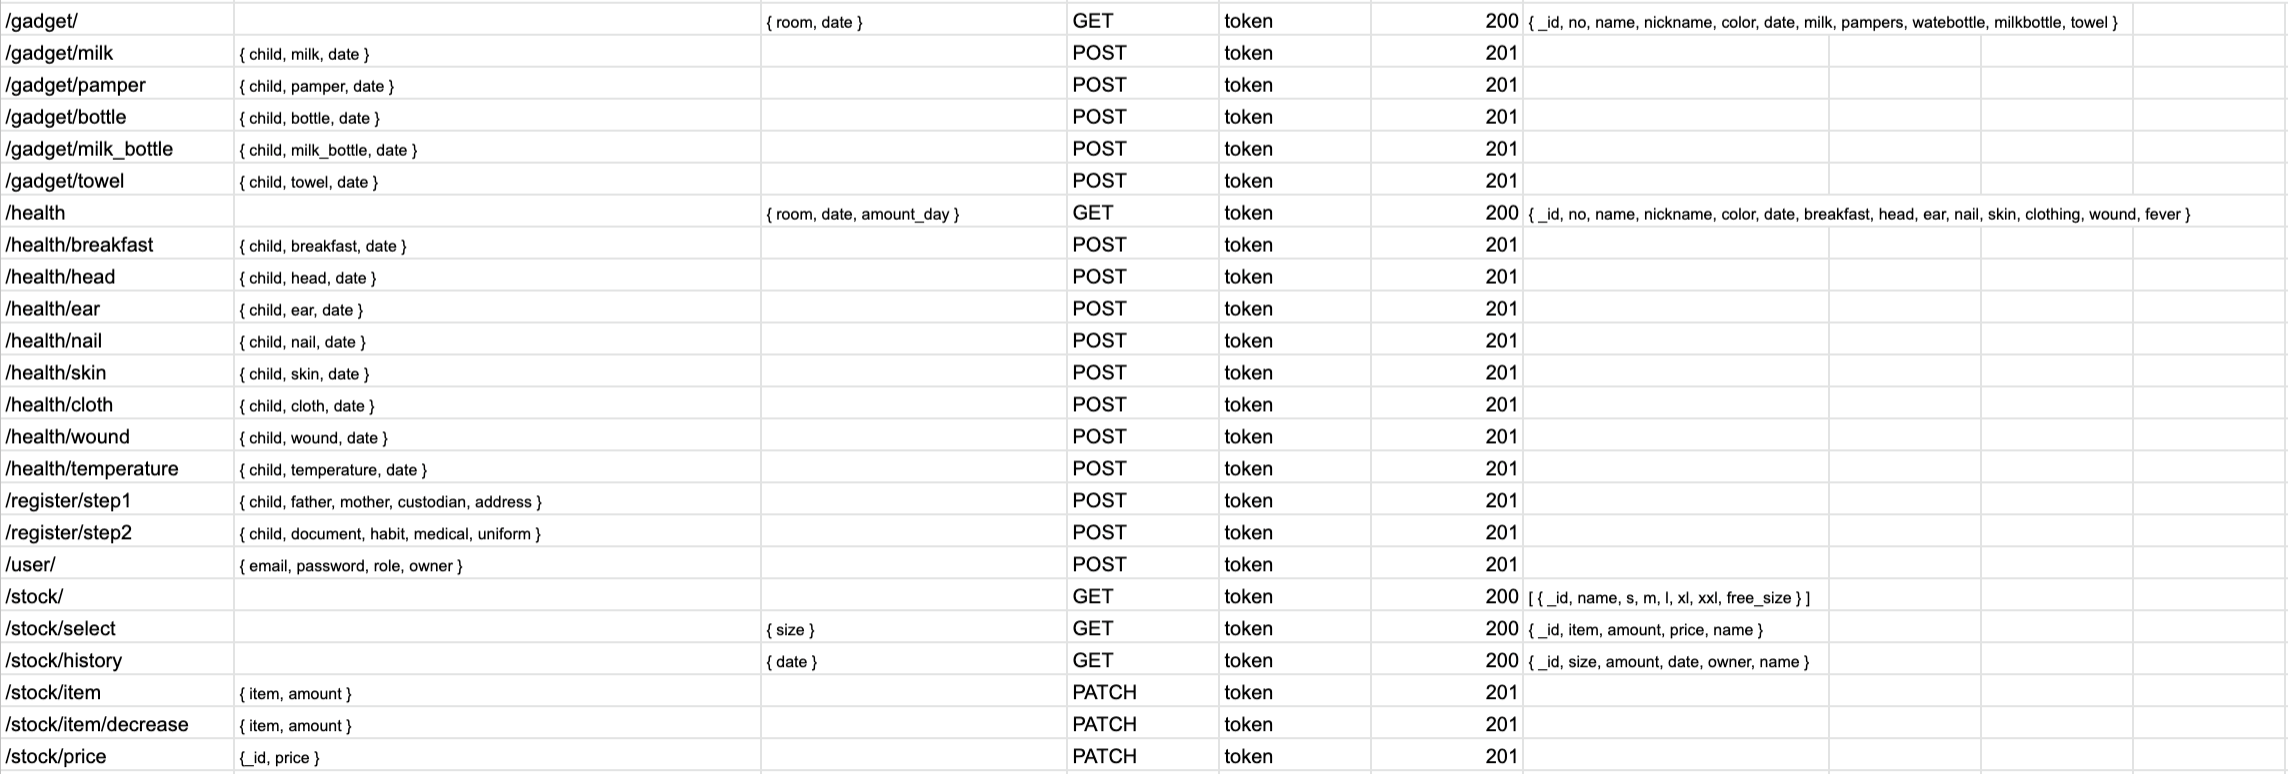 /gadget/ { room, date } GET token 200 { _id, no, name, nickname, color, date, milk, pampers, watebottle, milkbottle, towel }
/gadget/milk { child, milk, date } POST token 201
/gadget/pamper { child, pamper, date } POST token 201
/gadget/bottle { child, bottle, date } POST token 201
/gadget/milk_bottle { child, milk_bottle, date } POST token 201
/gadget/towel { child, towel, date } POST token 201
/health { room, date, amount_day } GET token 200 { _id, no, name, nickname, color, date, breakfast, head, ear, nail, skin, clothing, wound, fever }
/health/breakfast { child, breakfast, date } POST token 201
/health/head { child, head, date } POST token 201
/health/ear { child, ear, date } POST token 201
/health/nail { child, nail, date } POST token 201
/health/skin { child, skin, date } POST token 201
/health/cloth { child, cloth, date } POST token 201
/health/wound { child, wound, date } POST token 201
/health/temperature { child, temperature, date } POST token 201
/register/step1 { child, father, mother, custodian, address } POST token 201
/register/step2 { child, document, habit, medical, uniform } POST token 201
/user/ { email, password, role, owner } POST token 201
/stock/ GET token 200 [ { _id, name, s, m, l, xl, xxl, free_size } ]
/stock/select { size } GET token 200 { _id, item, amount, price, name }
/stock/history { date } GET token 200 { _id, size, amount, date, owner, name }
/stock/item { item, amount } PATCH token 201
/stock/item/decrease { item, amount } PATCH token 201
/stock/price {_id, price } PATCH token 201